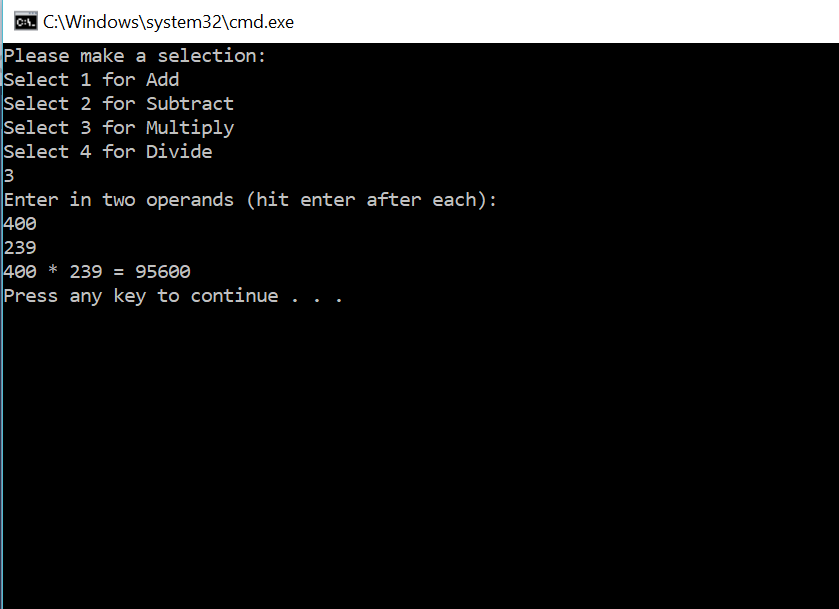 C:\Windows\system32\cmd.exe
Please make a selection:
Select 1 for Add
Select 2 for Subtract
Select 3 for Multiply
Select 4 for Divide
3
Enter in two operands (hit enter after each):
400
239
400 * 239 = 95600
Press any key to continue . . .